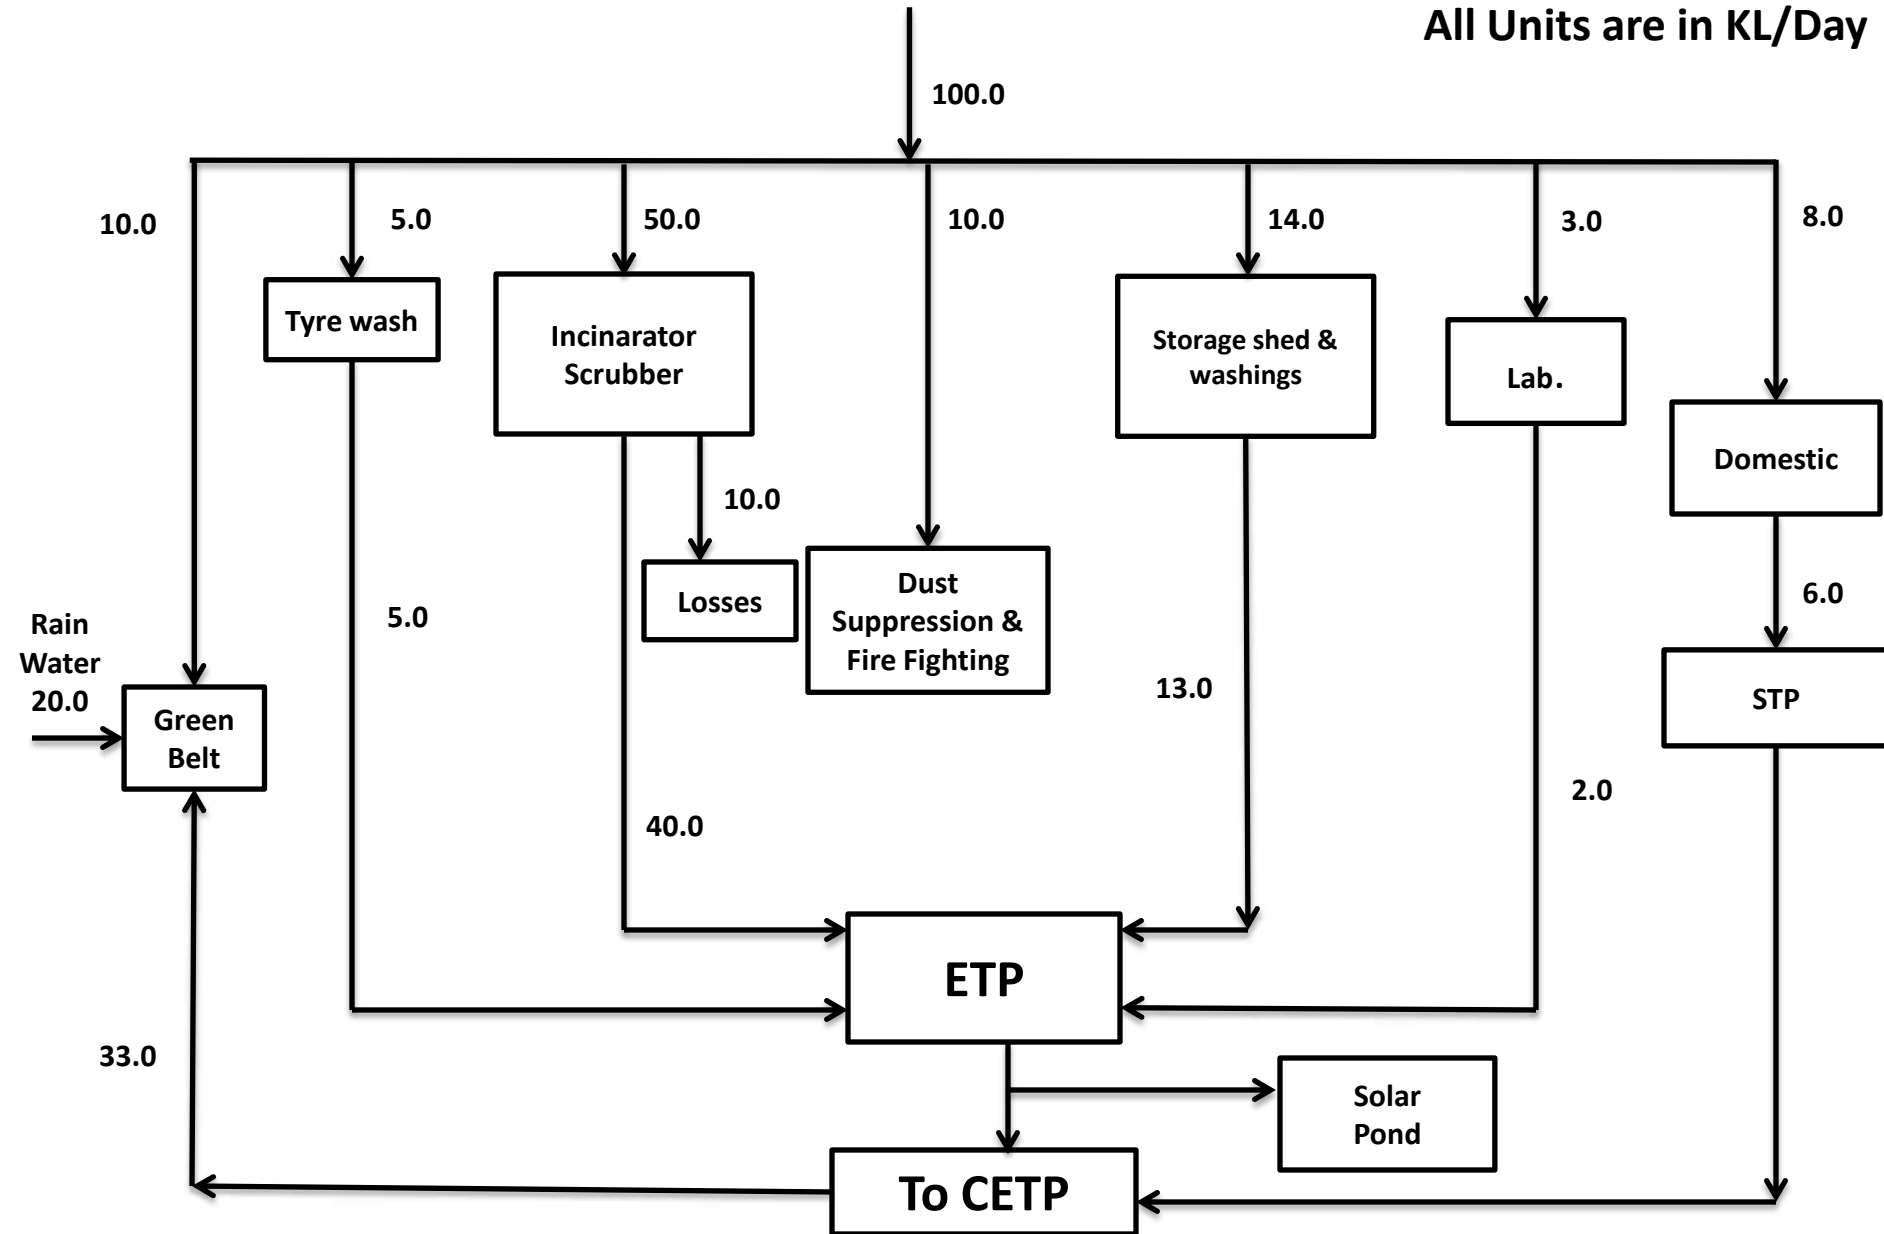 All Units are in KL/Day
100.0
10.0
5.0
50.0
10.0
14.0
3.0
8.0
Tyre wash
Incinarator
Scrubber
Storage shed &
washings
Lab.
Domestic
10.0
Losses
Dust
Suppression &
Fire Fighting
6.0
5.0
Rain
Water
20.0
Green
Belt
13.0
STP
2.0
40.0
ETP
33.0
Solar
Pond
To CETP